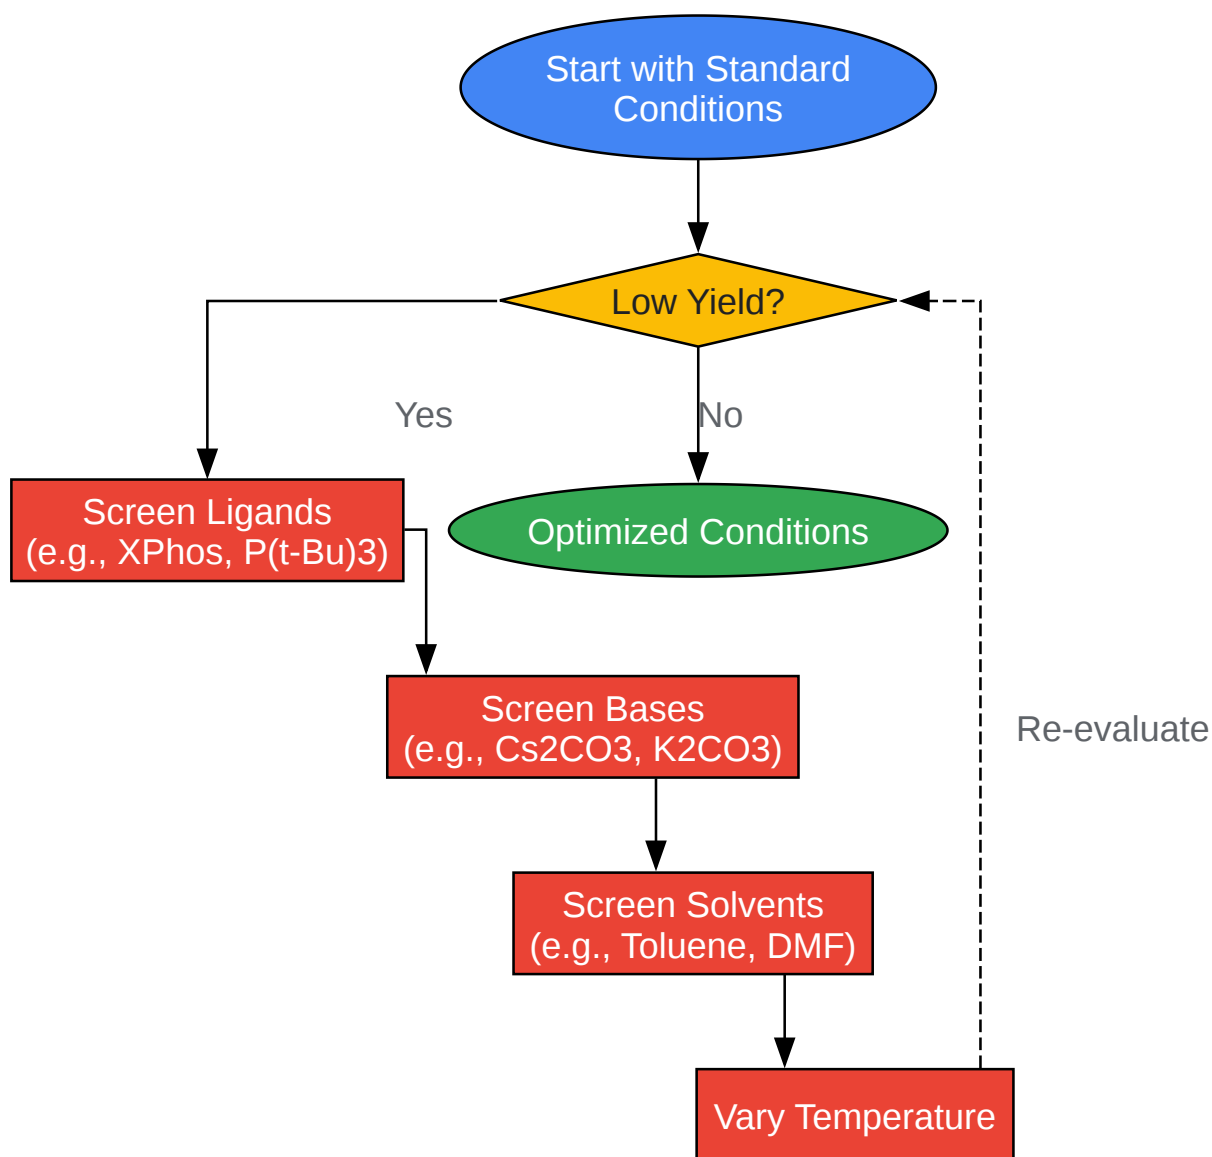 Start with Standard
Conditions
Low Yield?
Yes
No
Screen Ligands
(e.g., XPhos, P(t-Bu)3)
Optimized Conditions
Screen Bases
(e.g., Cs2CO3, K2CO3)
Re-evaluate
Screen Solvents
(e.g., Toluene, DMF)
Vary Temperature